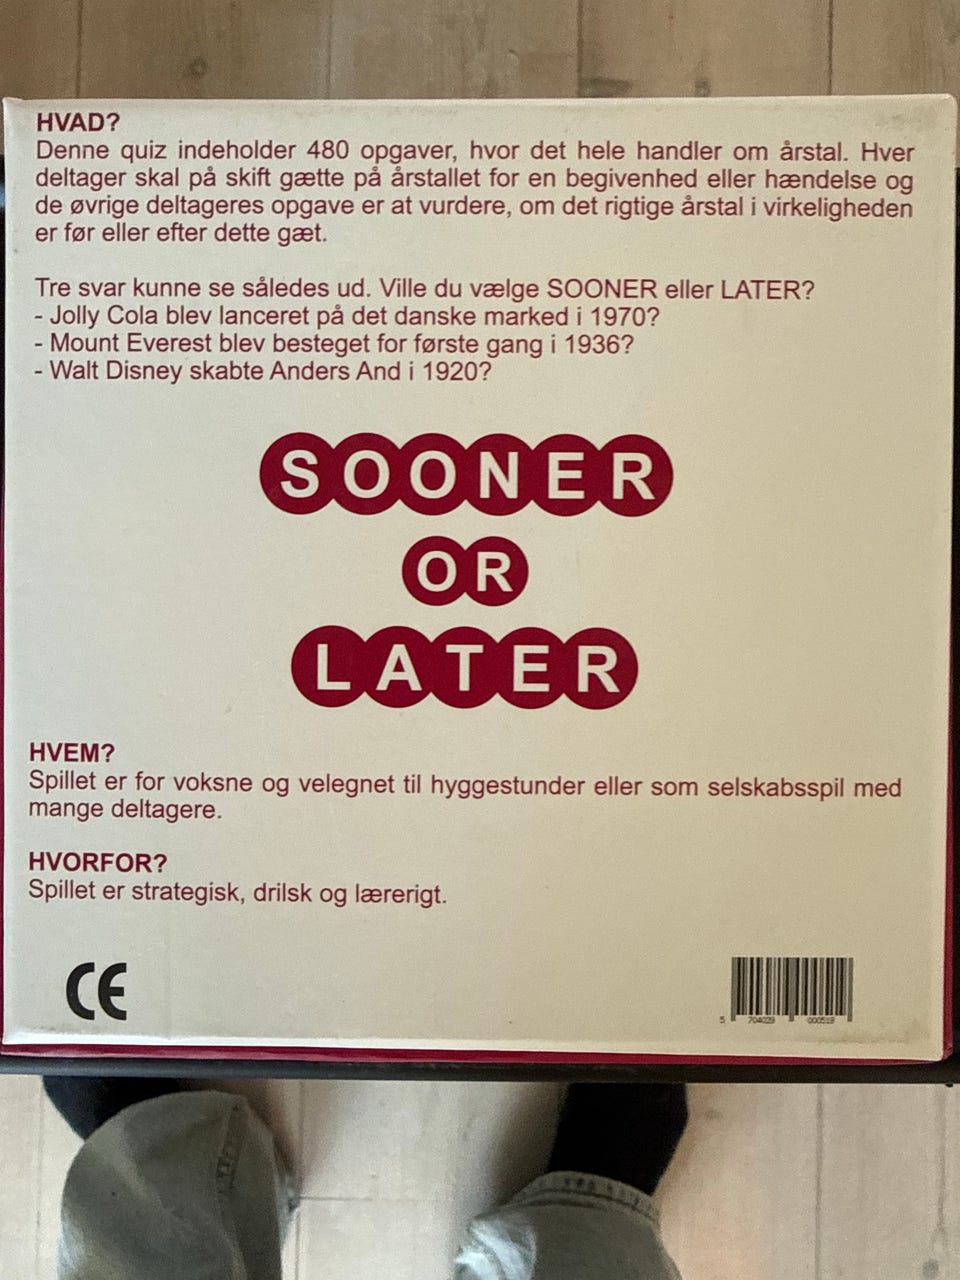 HVAD?
Denne quiz indeholder 480 opgaver, hvor det hele handler om årstal. Hver
deltager skal på skift gætte på årstallet for en begivenhed eller hændelse og
de øvrige deltageres opgave er at vurdere, om det rigtige årstal i virkeligheden
er før eller efter dette gæt.
Tre svar kunne se således ud. Ville du vælge SOONER eller LATER?
- Jolly Cola blev lanceret på det danske marked i 1970?
- Mount Everest blev besteget for første gang i 1936?
- Walt Disney skabte Anders And i 1920?
SOONER
OR
LATER
HVEM?
Spillet er for voksne og velegnet til hyggestunder eller som selskabsspil med
mange deltagere.
HVORFOR?
Spillet er strategisk, drilsk og lærerigt.
CE